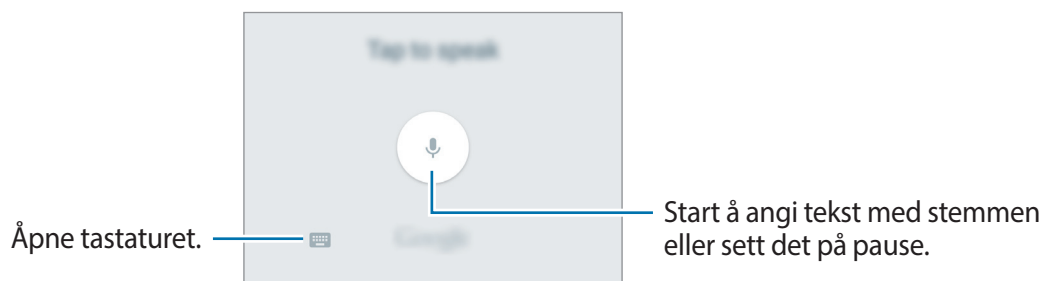 Tap to speak
Åpne tastaturet.
Google
Start å angi tekst med stemmen
eller sett det på pause.